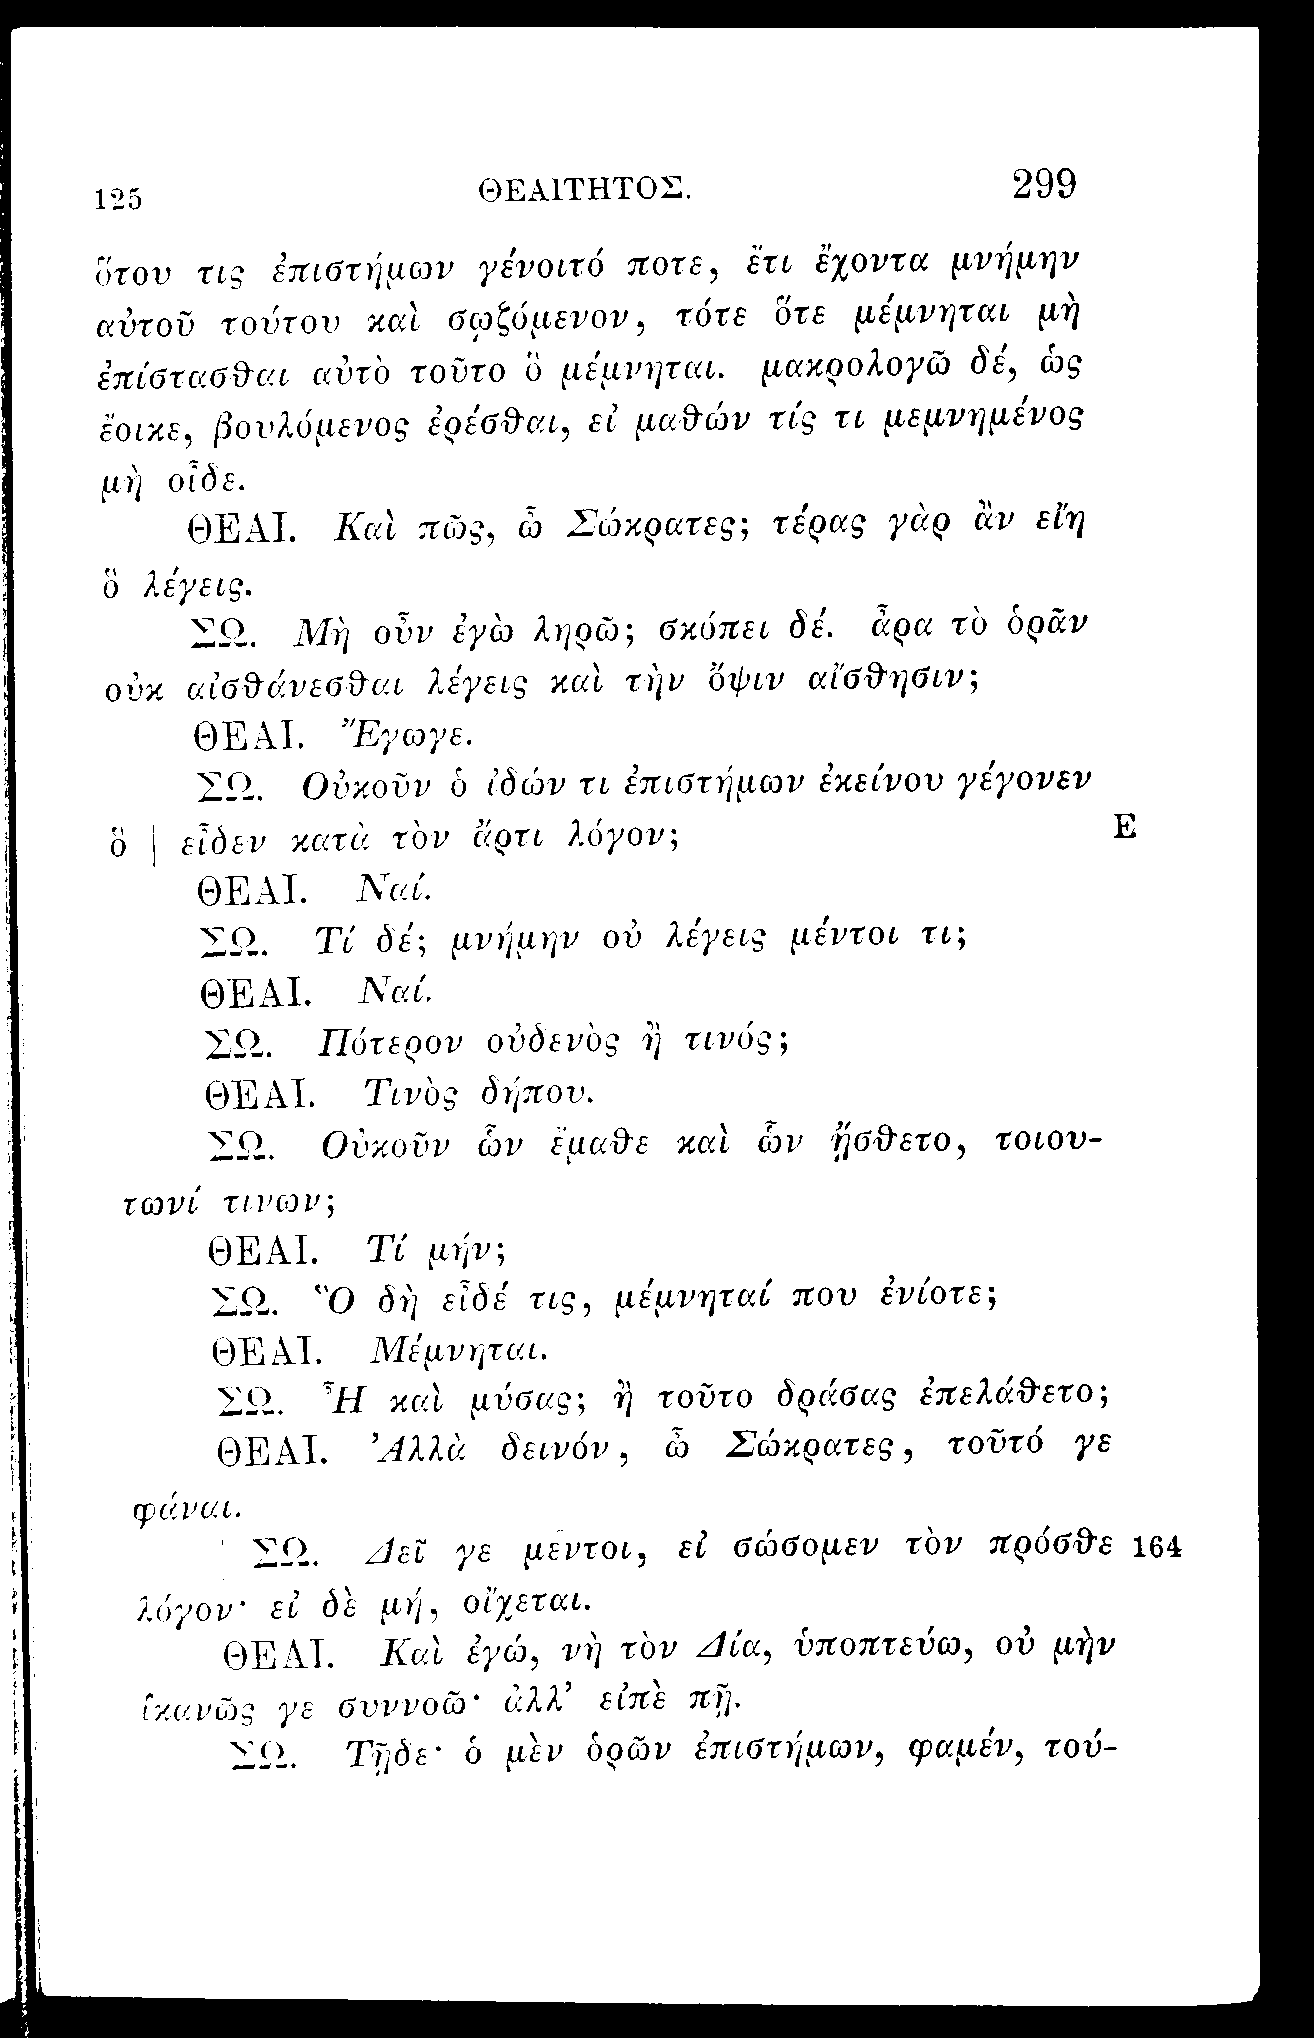 125 ΘΕΑΙΤΗΤΟΣ. 299
ὅτου τις ἐπιστήμων γένοιτό ποτε, ἔτι ἔχοντα μνήμην
αὐτοῦ τούτου καὶ σῳζόμενον, τότε ὅτε μέμνηται μὴ
ἐπίστασθαι αὐτὸ τοῦτο ὃ μέμνηται. μακρολογῶ δέ, ὡς
ἔοικε, βουλόμενος ἐρέσθαι, εἰ μαθών τίς τι μεμνημένος
μὴ οἶδε.
ΘΕΑΙ. Καὶ πῶς, ὦ Σώκρατες; τέρας γὰρ ἂν εἴη
ὃ λέγεις.
ΣΩ. Μὴ οὖν ἐγὼ ληρῶ; σκόπει δέ. ἆρα τὸ ὁρᾶν
οὐκ αἰσθάνεσθαι λέγεις καὶ τὴν ὄψιν αἴσθησιν;
ΘΕΑΙ. Ἔγωγε.
ΣΩ. Οὐκοῦν ὁ ἰδών τι ἐπιστήμων ἐκείνου γέγονεν
ὃ | εἶδεν κατὰ τὸν ἄρτι λόγον; E
ΘΕΑΙ. Ναί.
ΣΩ. Τί δέ; μνήμην οὐ λέγεις μέντοι τι;
ΘΕΑΙ. Ναί.
ΣΩ. Πότερον οὐδενὸς ἤ τινός;
ΘΕΑΙ. Τινὸς δήπου.
ΣΩ. Οὐκοῦν ὧν ἔμαθε καὶ ὧν ᾔσθετο, τοιου-
τωνί τινων;
ΘΕΑΙ. Τί μήν;
ΣΩ. Ὃ δὴ εἶδέ τις, μέμνηταί που ἐνίοτε;
ΘΕΑΙ. Μέμνηται.
ΣΩ. Ἦ καὶ μύσας; ἢ τοῦτο δράσας ἐπελάθετο;
ΘΕΑΙ. Ἀλλὰ δεινόν, ὦ Σώκρατες, τοῦτό γε
φάναι.
ΣΩ. Δεῖ γε μέντοι, εἰ σώσομεν τὸν πρόσθε 164
λόγον· εἰ δὲ μή, οἴχεται.
ΘΕΑΙ. Καὶ ἐγώ, νὴ τὸν Δία, ὑποπτεύω, οὐ μὴν
ἱκανῶς γε συννοῶ· ἀλλ’ εἰπὲ πῇ.
ΣΩ. Τῇδε· ὁ μὲν ὁρῶν ἐπιστήμων, φαμέν, τού-